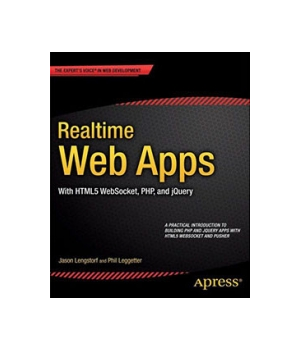 THE EXPERT'S VOICE® IN WEB DEVELOPMENT
Realtime
Web Apps
With HTML5 WebSocket, PHP, and jQuery
A PRACTICAL INTRODUCTION TO
BUILDING PHP AND JQUERY APPS WITH
HTML5 WEBSOCKET AND PUSHER
Jason Lengstorf and Phil Leggetter
Apress®